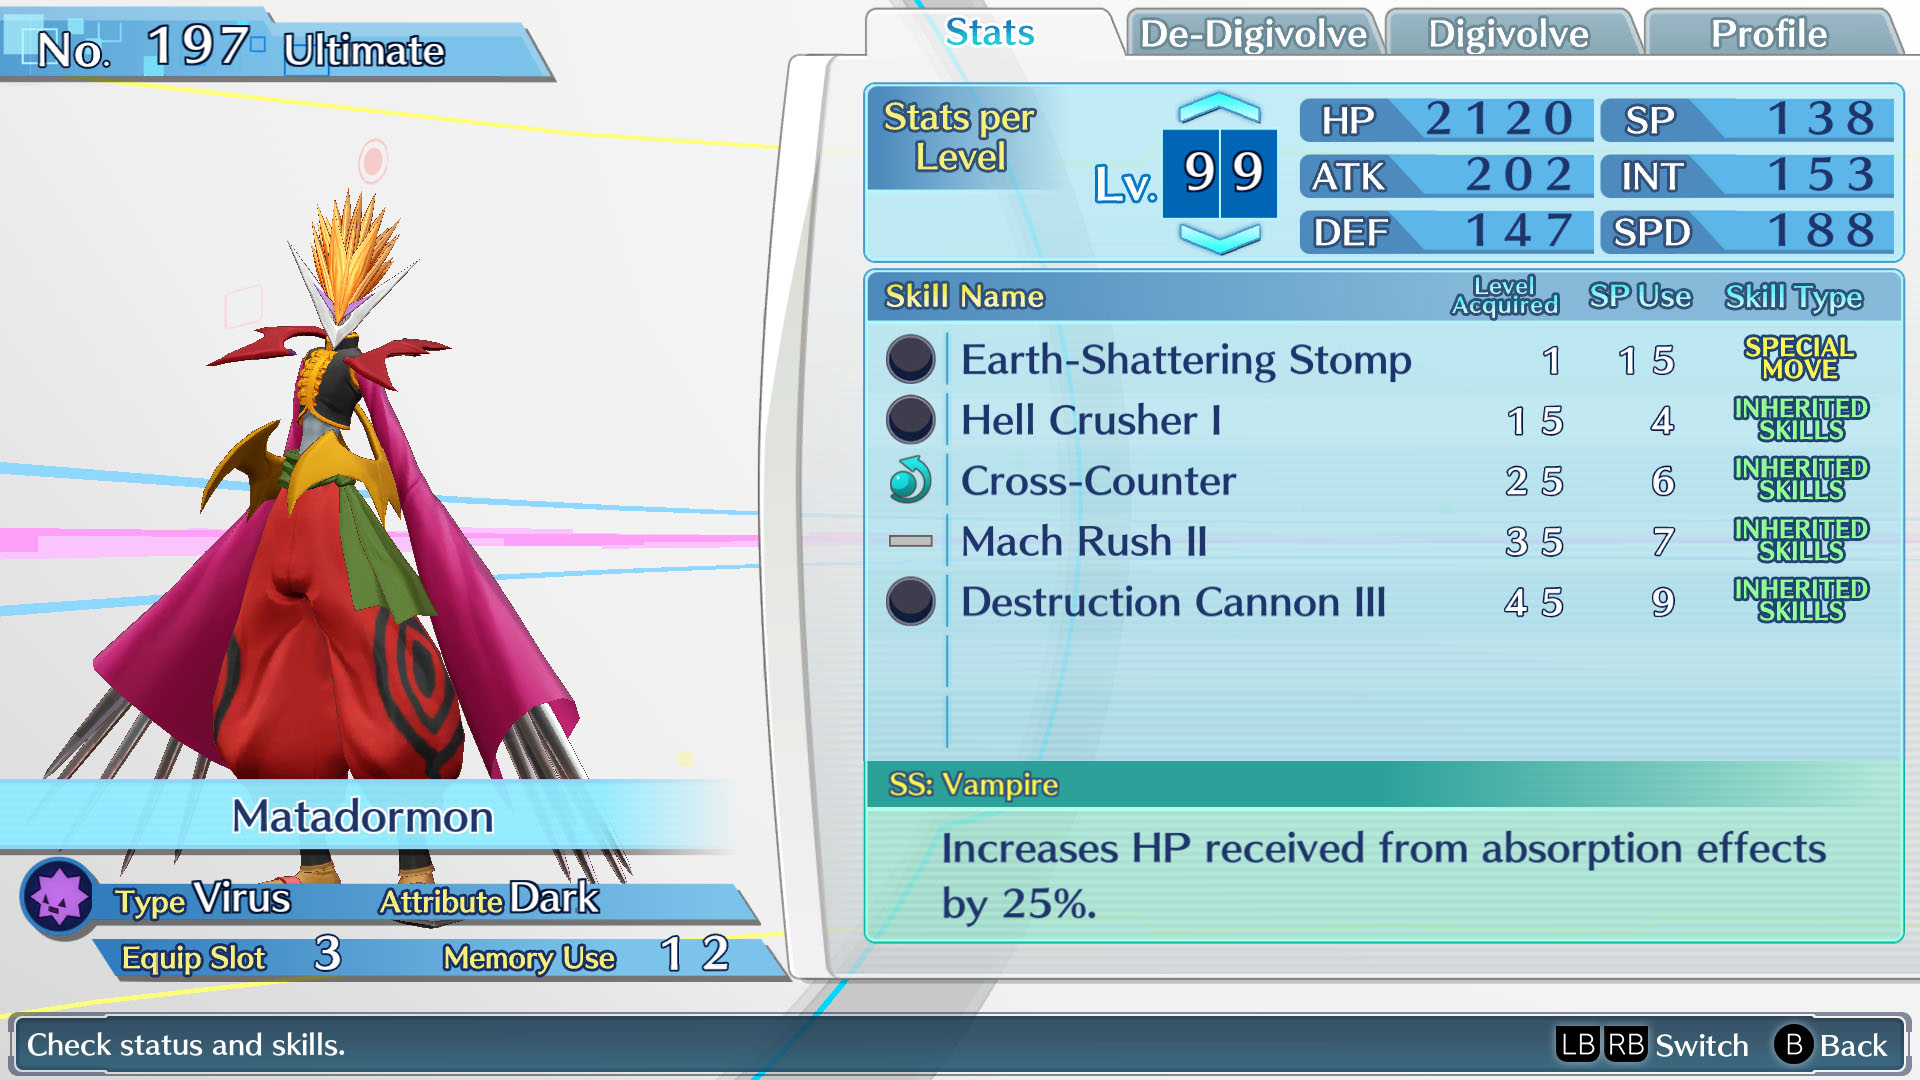 No. 197 Ultimate
Stats
De-Digivolve
Digivolve
Profile
Stats per
Level
Lv. 99
HP 2120
SP 138
ATK 202
INT 153
DEF 147
SPD 188
Skill Name
Level
Acquired
SP Use
Skill Type
Earth-Shattering Stomp 1 15 SPECIAL
MOVE
Hell Crusher I 15 4 INHERITED
SKILLS
Cross-Counter 25 6 INHERITED
SKILLS
Mach Rush II 35 7 INHERITED
SKILLS
Destruction Cannon III 45 9 INHERITED
SKILLS
SS: Vampire
Increases HP received from absorption effects
by 25%.
Matadormon
Type Virus Attribute Dark
Equip Slot 3 Memory Use 12
Check status and skills.
LB RB Switch B Back